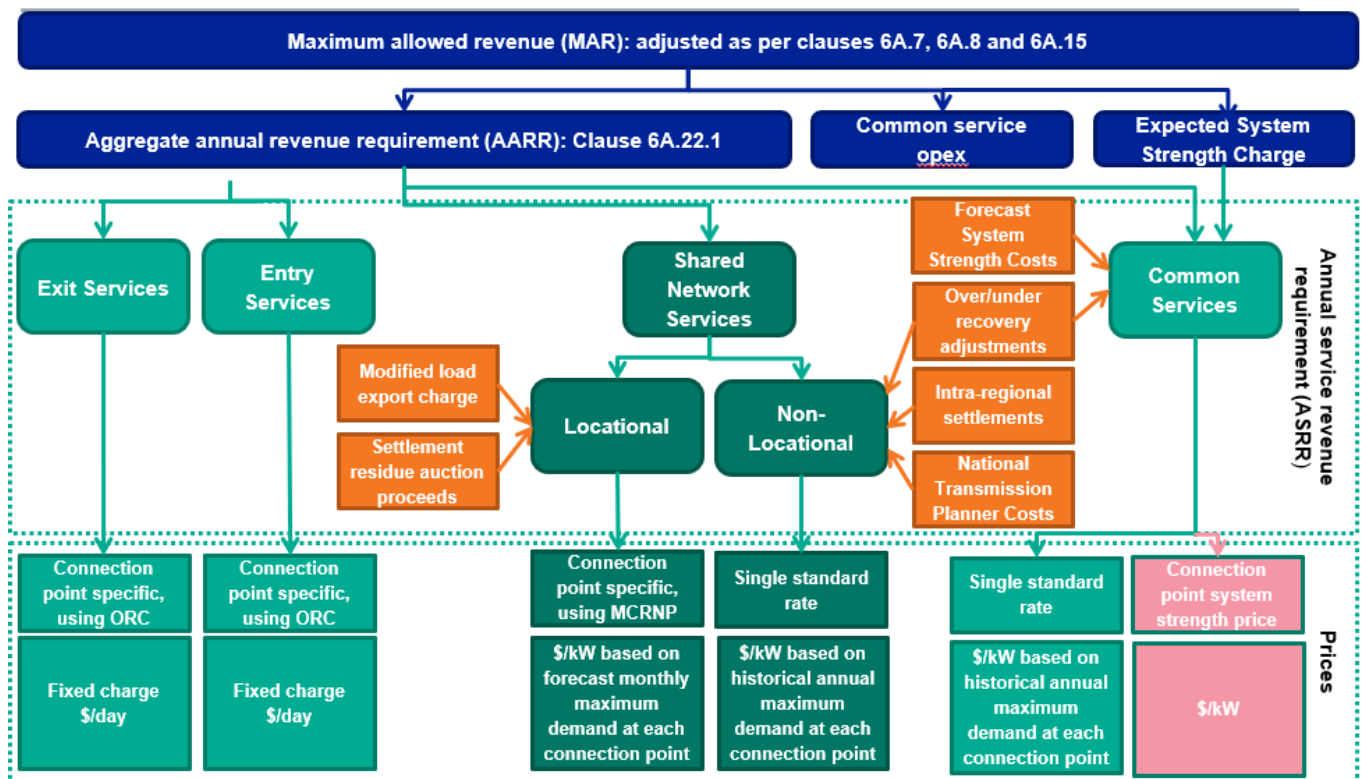 Maximum allowed revenue (MAR): adjusted as per clauses 6A.7, 6A.8 and 6A.15
Aggregate annual revenue requirement (AARR): Clause 6A.22.1
Common service
opex
Expected System
Strength Charge
Exit Services
Entry
Services
Shared
Network
Services
Forecast
System
Strength Costs
Over/under
recovery
adjustments
Common
Services
Annual service revenue
requirement (ASRR)
Modified load
export charge
Settlement
residue auction
proceeds
Locational
Non-
Locational
Intra-regional
settlements
National
Transmission
Planner Costs
Connection
point specific,
using ORC
Connection
point specific,
using ORC
Connection
point specific,
using MCRNP
Single standard
rate
Single standard
rate
Connection
point system
strength price
Prices
Fixed charge
$/day
Fixed charge
$/day
$/kW based on
forecast monthly
maximum
demand at each
connection point
$/kW based on
historical annual
maximum
demand at each
connection point
$/kW based on
historical annual
maximum
demand at each
connection point
$/kW